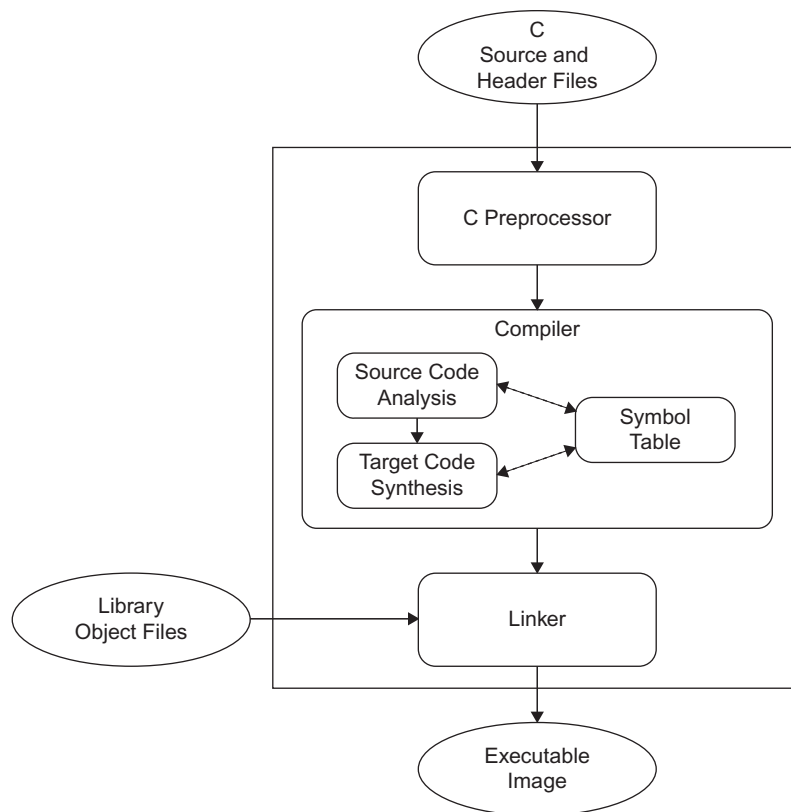 C
Source and
Header Files
C Preprocessor
Compiler
Source Code
Analysis
Symbol
Table
Target Code
Synthesis
Library
Object Files
Linker
Executable
Image